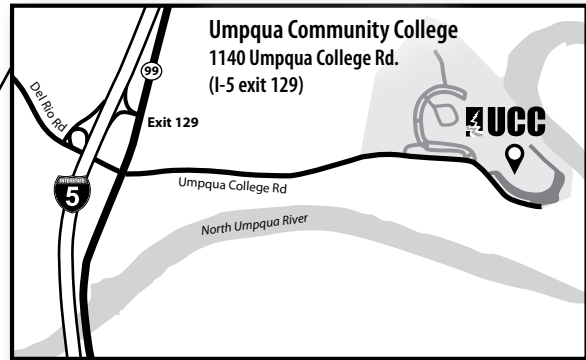 Umpqua Community College
1140 Umpqua College Rd.
(I-5 exit 129)
99
Del Rio Rd
Exit 129
UCC
INTERSTATE
5
Umpqua College Rd
North Umpqua River